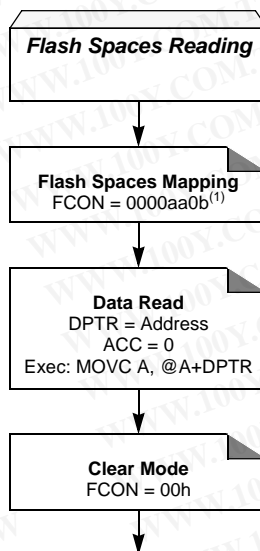 Flash Spaces Reading
Flash Spaces Mapping
FCON = 0000aa0b(1)
Data Read
DPTR = Address
ACC = 0
Exec: MOVC A, @A+DPTR
Clear Mode
FCON = 00h